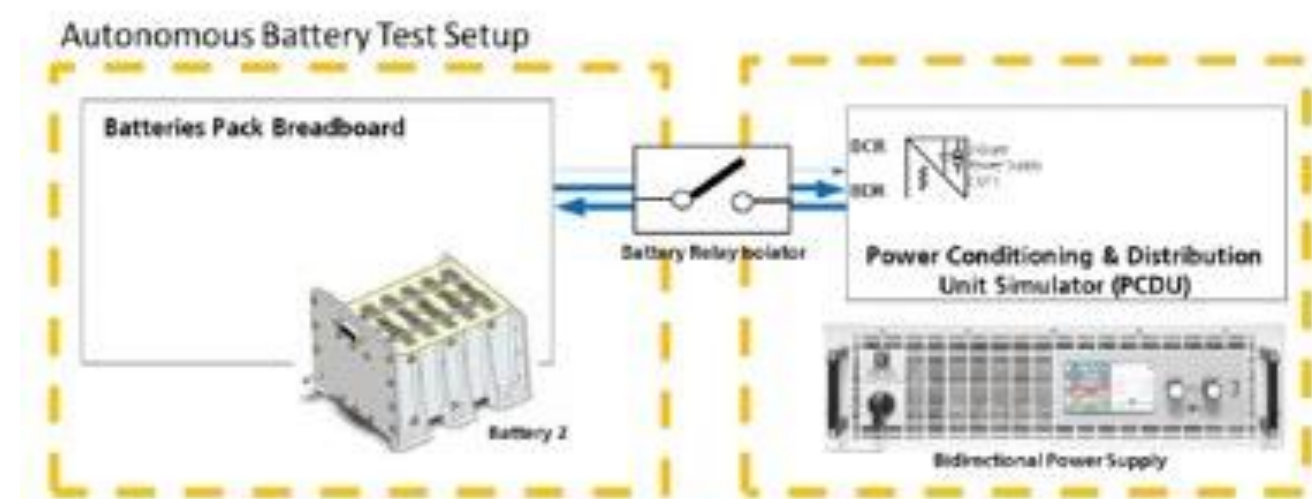 Autonomous Battery Test Setup
Batteries Pack Breadboard
BCR
BDR
Battery Relay Isolator
Power Conditioning & Distribution
Unit Simulator (PCDU)
Battery 2
Bidirectional Power Supply